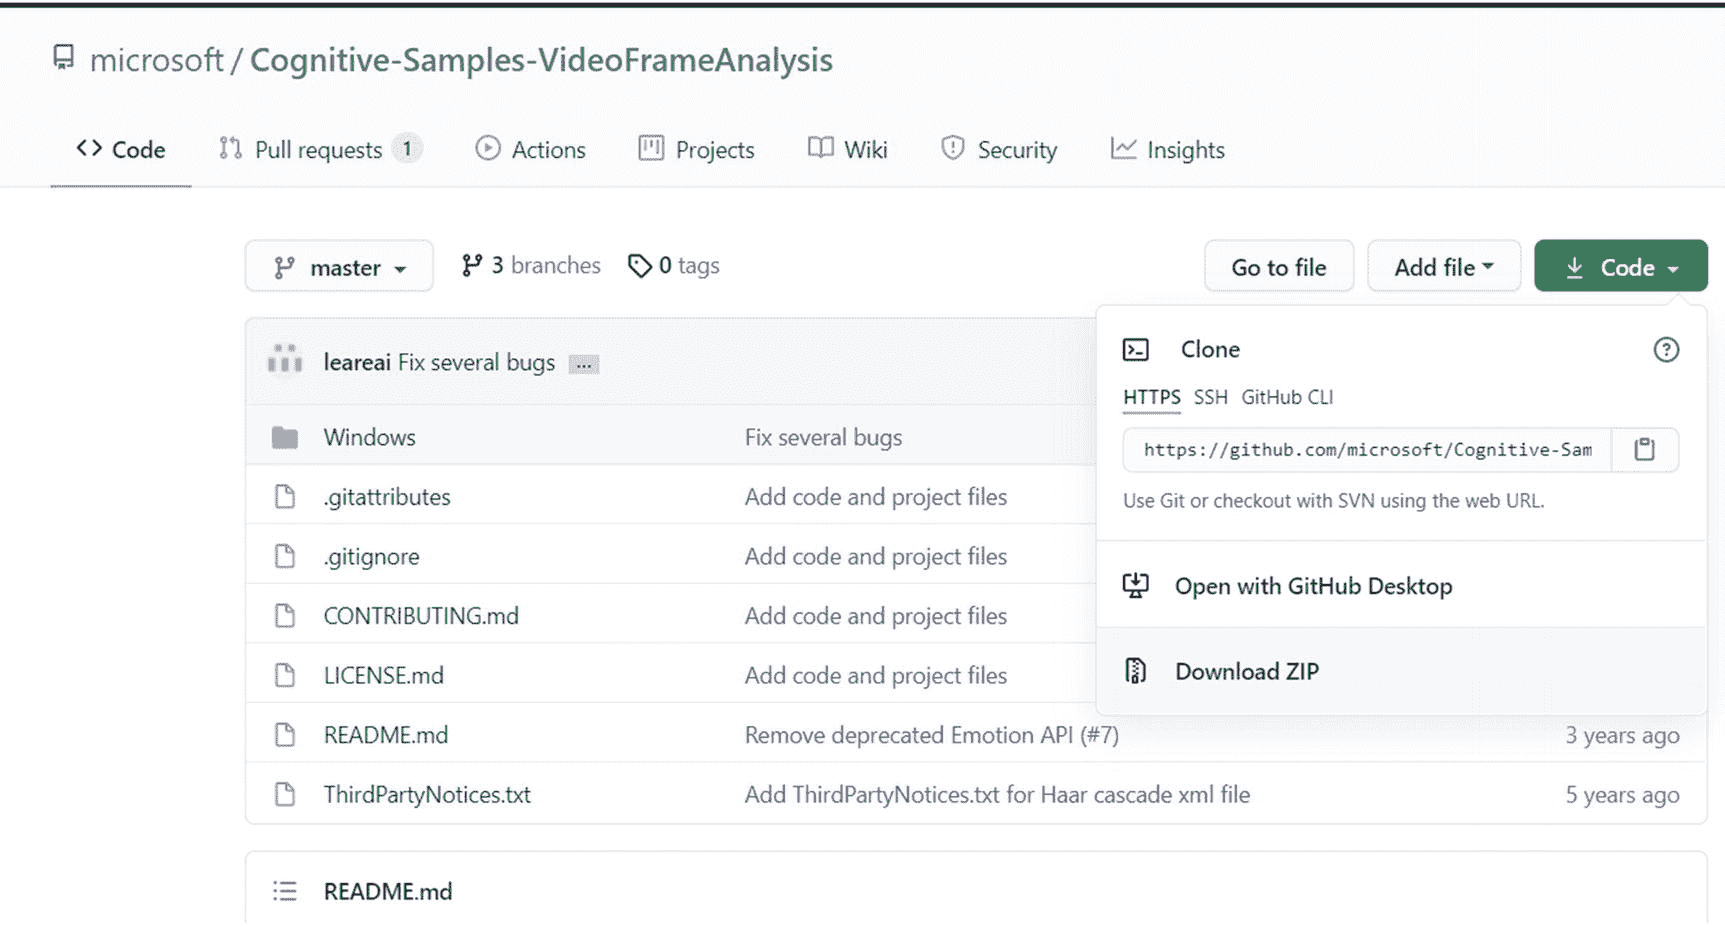 microsoft / Cognitive-Samples-VideoFrameAnalysis
<> Code Pull requests 1 Actions Projects Wiki Security Insights
master 3 branches 0 tags Go to file Add file Code
leareai Fix several bugs ...
Windows Fix several bugs
.gitattributes Add code and project files
.gitignore Add code and project files
CONTRIBUTING.md Add code and project files
LICENSE.md Add code and project files
README.md Remove deprecated Emotion API (#7) 3 years ago
ThirdPartyNotices.txt Add ThirdPartyNotices.txt for Haar cascade xml file 5 years ago
README.md
Clone
HTTPS SSH GitHub CLI
https://github.com/microsoft/Cognitive-Sam
Use Git or checkout with SVN using the web URL.
Open with GitHub Desktop
Download ZIP